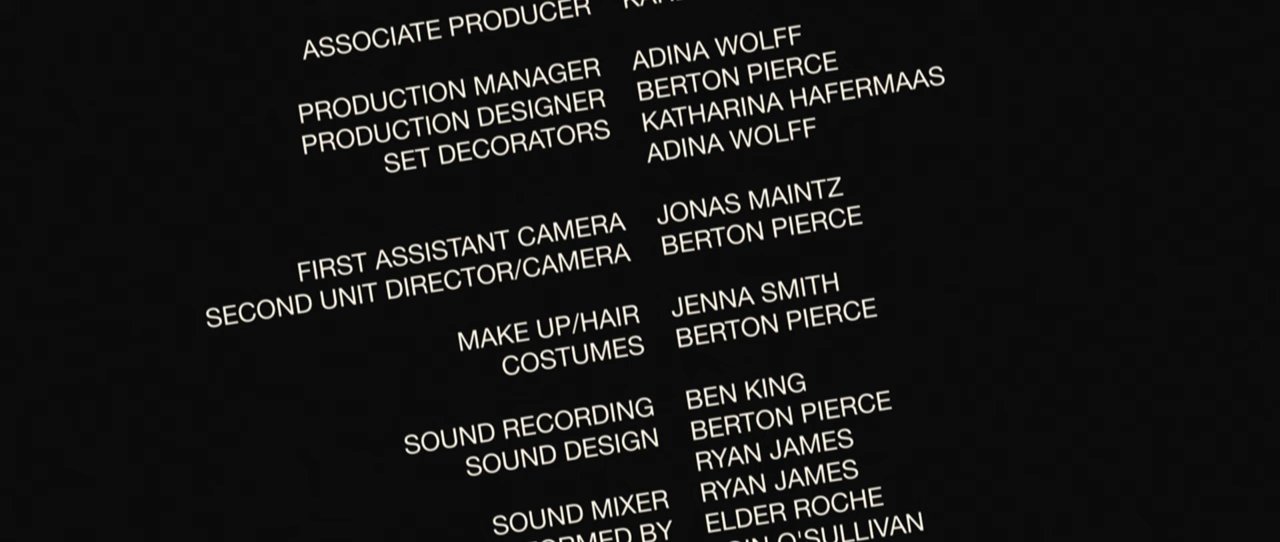 ASSOCIATE PRODUCER
PRODUCTION MANAGER ADINA WOLFF
PRODUCTION DESIGNER BERTON PIERCE
SET DECORATORS KATHARINA HAFERMAAS
ADINA WOLFF
FIRST ASSISTANT CAMERA JONAS MAINTZ
SECOND UNIT DIRECTOR/CAMERA BERTON PIERCE
MAKE UP/HAIR JENNA SMITH
COSTUMES BERTON PIERCE
SOUND RECORDING BEN KING
SOUND DESIGN BERTON PIERCE
RYAN JAMES
SOUND MIXER RYAN JAMES
BY ELDER ROCHE
O'SULLIVAN